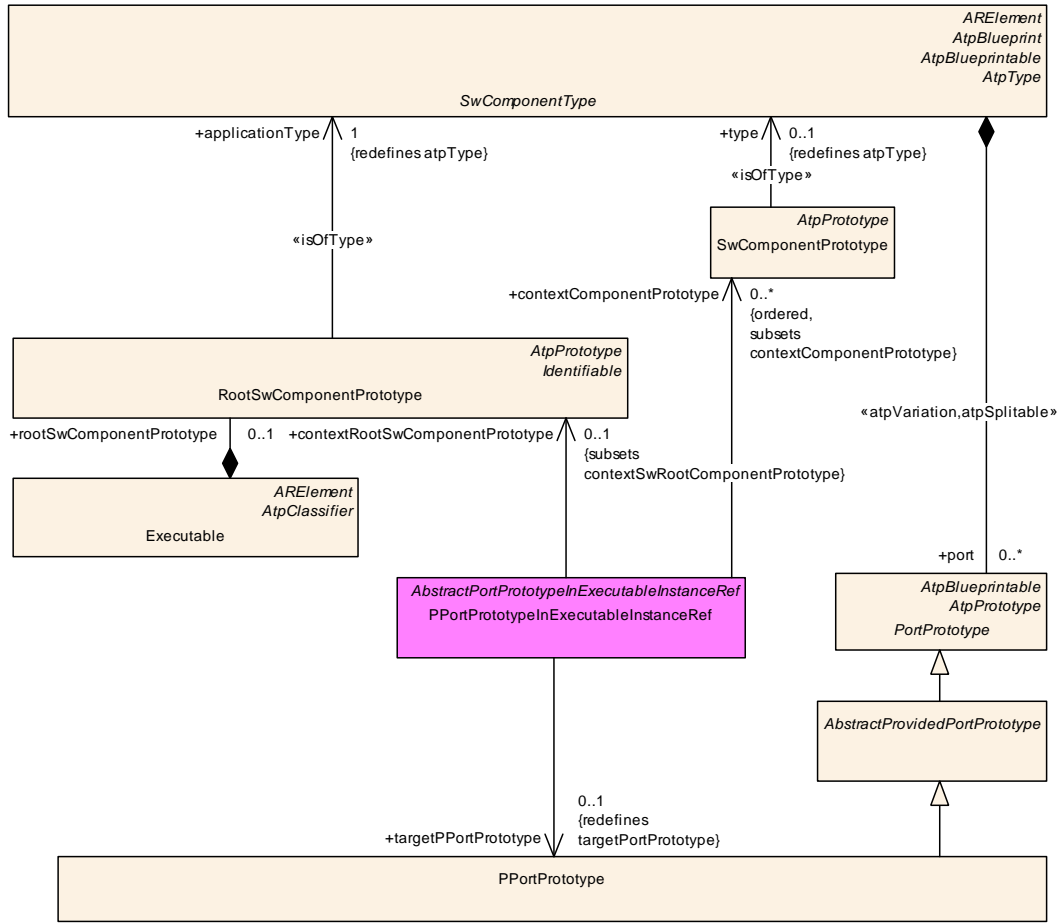 ARElement
AtpBlueprint
AtpBlueprintable
AtpType
SwComponentType
+applicationType
1
{redefines atpType}
+type
0..1
{redefines atpType}
«isOfType»
AtpPrototype
SwComponentPrototype
«isOfType»
+contextComponentPrototype
0..*
{ordered,
subsets
contextComponentPrototype}
AtpPrototype
Identifiable
RootSwComponentPrototype
«atpVariation,atpSplitable»
+rootSwComponentPrototype
0..1
+contextRootSwComponentPrototype
0..1
{subsets
contextSwRootComponentPrototype}
ARElement
AtpClassifier
Executable
+port
0..*
AbstractPortPrototypeInExecutableInstanceRef
PPortPrototypeInExecutableInstanceRef
AtpBlueprintable
AtpPrototype
PortPrototype
AbstractProvidedPortPrototype
0..1
{redefines
targetPortPrototype}
+targetPPortPrototype
PPortPrototype